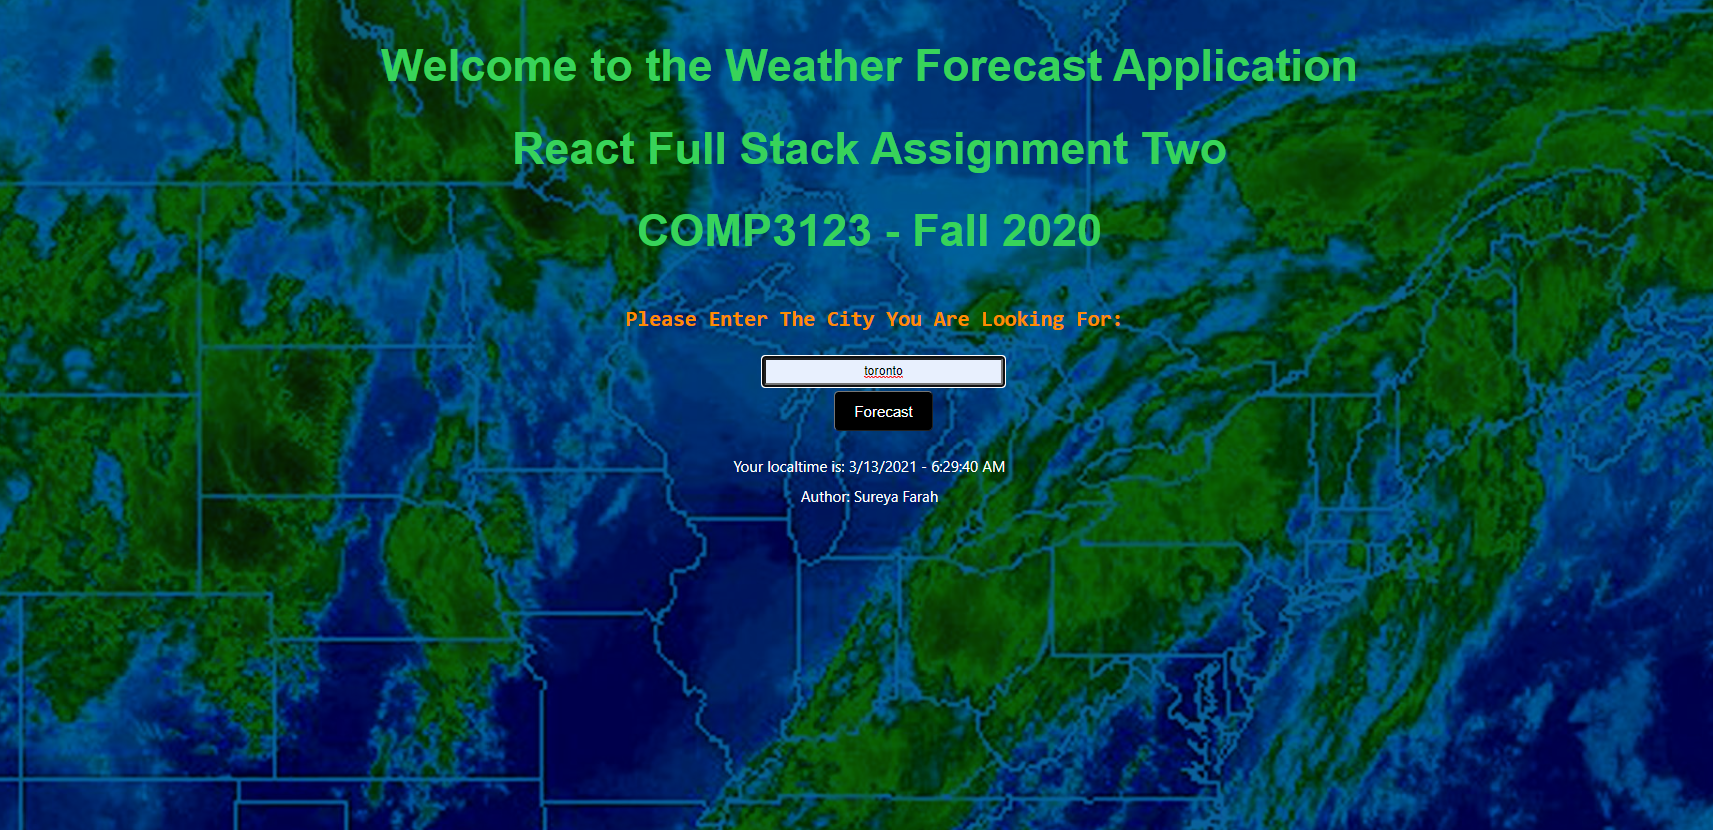 Welcome to the Weather Forecast Application
React Full Stack Assignment Two
COMP3123 - Fall 2020
Please Enter The City You Are Looking For:
toronto
Forecast
Your localtime is: 3/13/2021 - 6:29:40 AM
Author: Sureya Farah